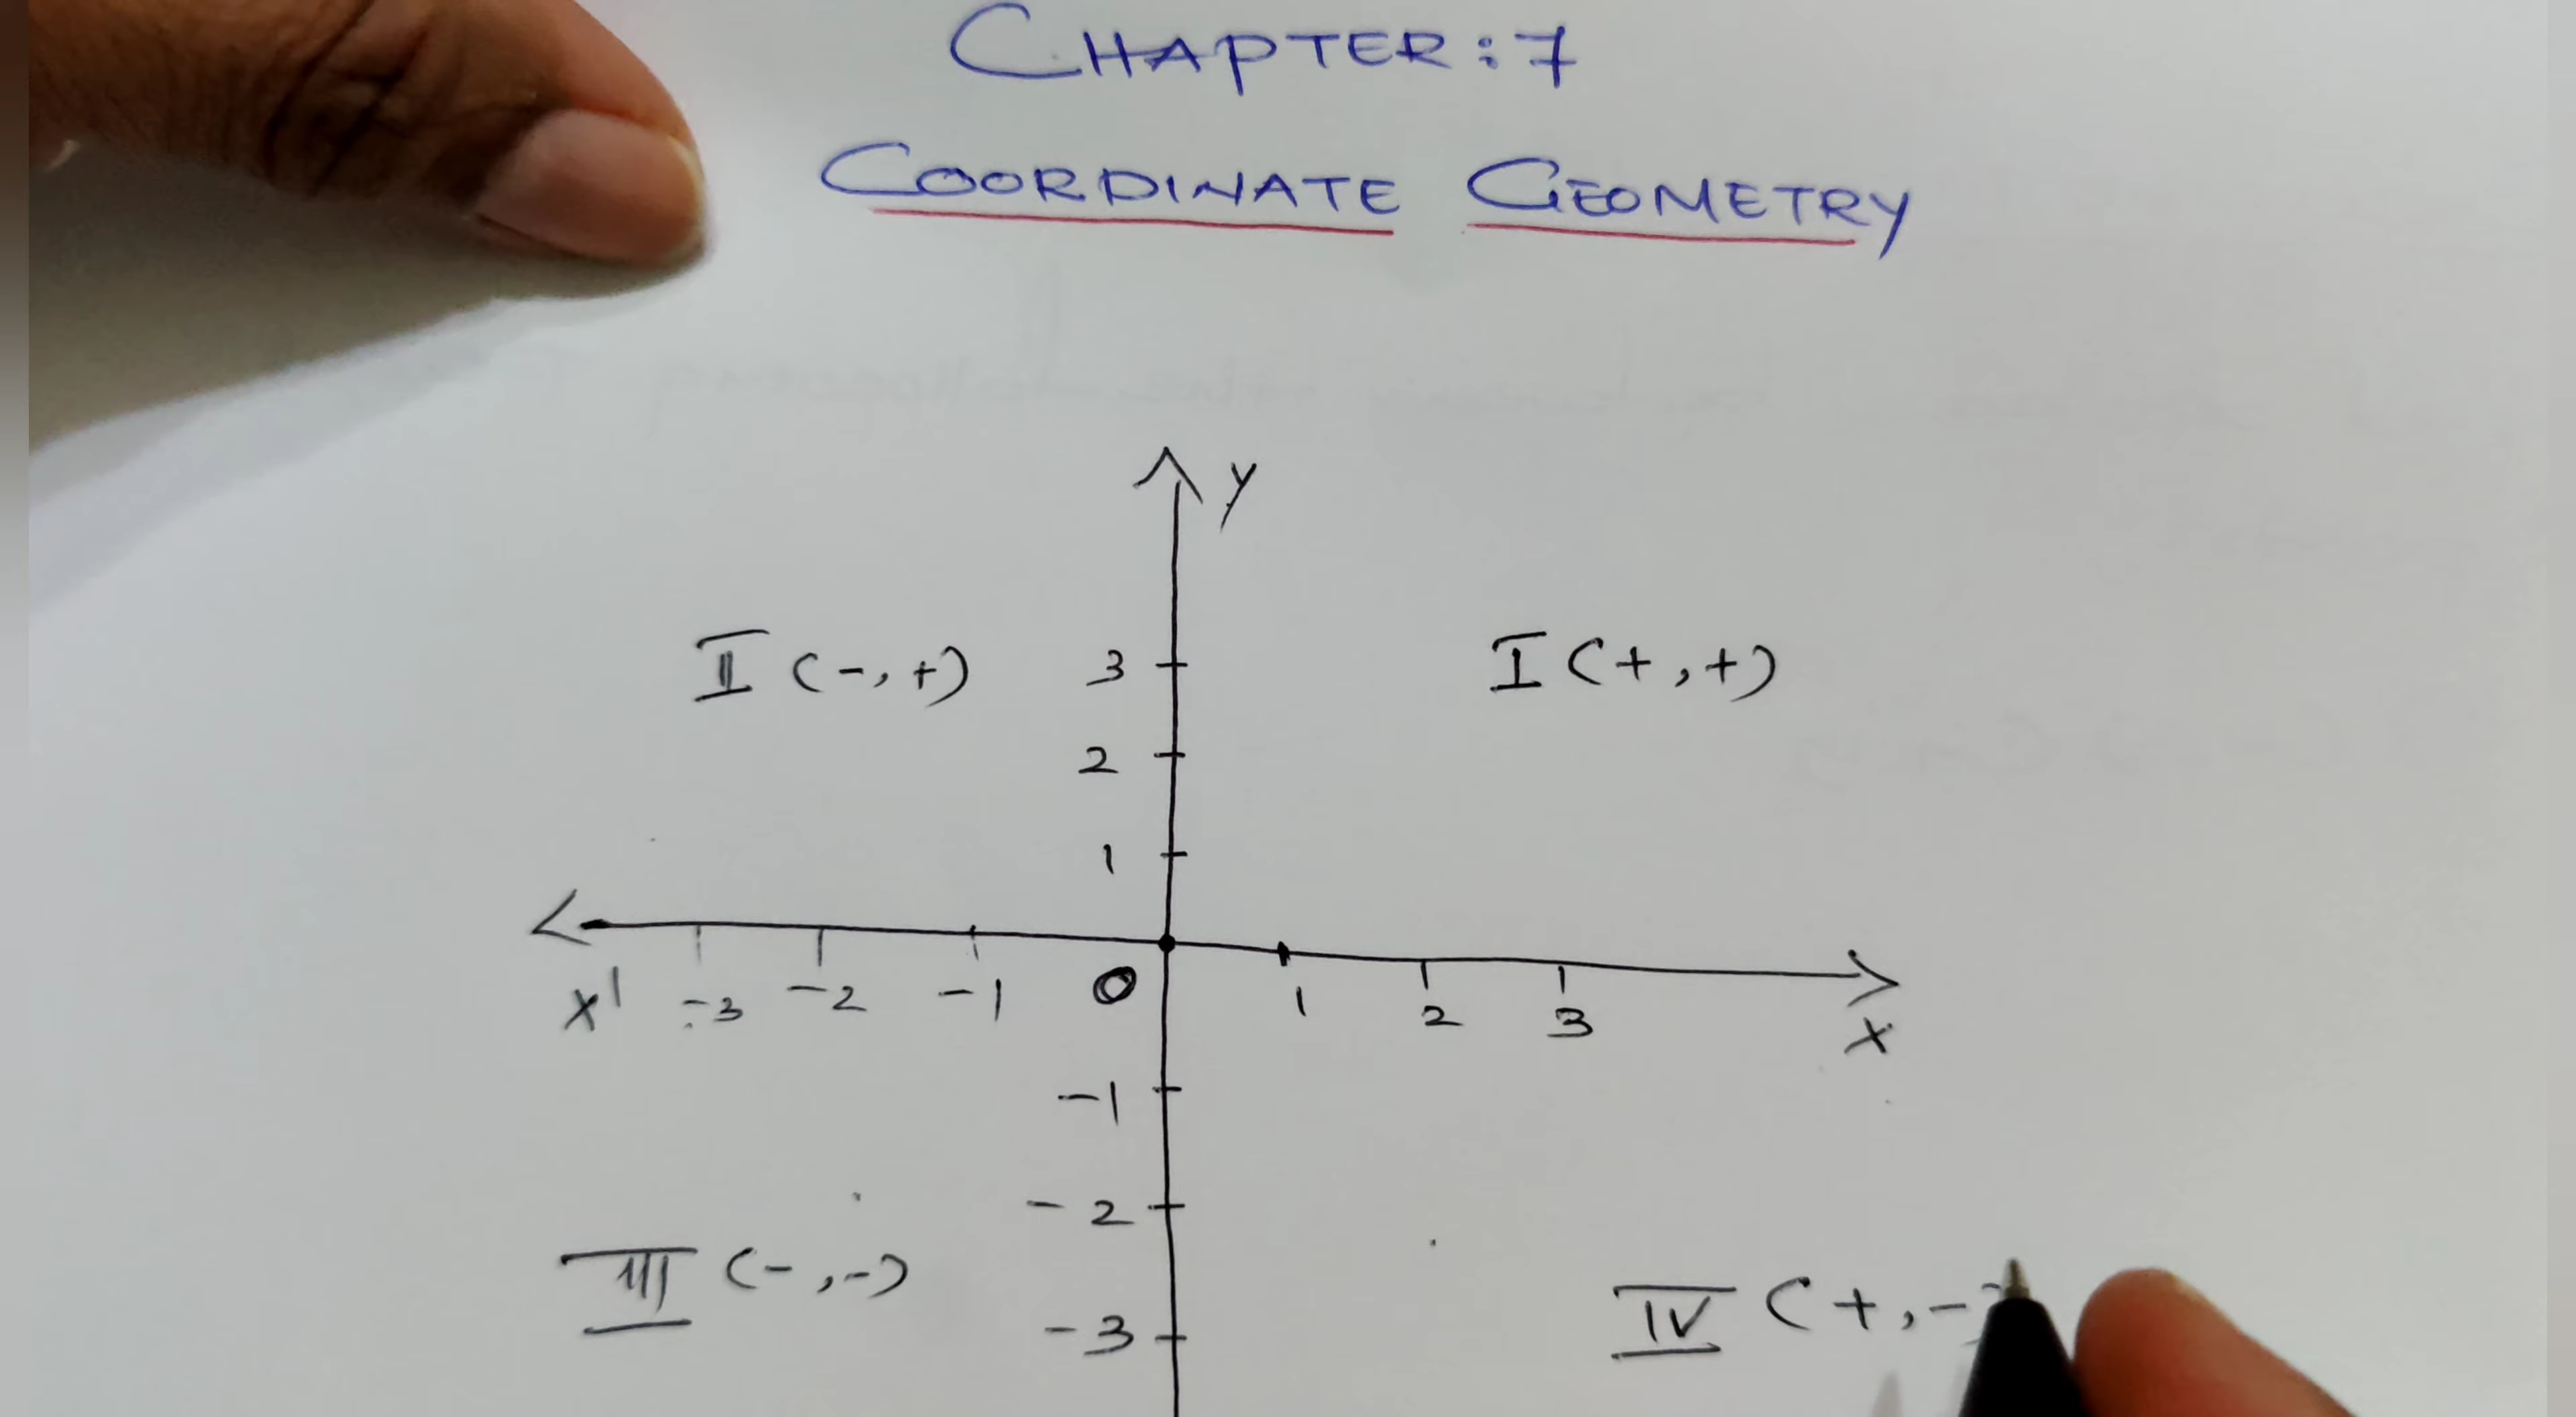 CHAPTER: 7
COORDINATE GEOMETRY
y
II (-, +)
3
I (+, +)
2
1
x' -3 -2 -1 0 1 2 3 x
-1
-2
III (-, -)
IV (+, -)
-3